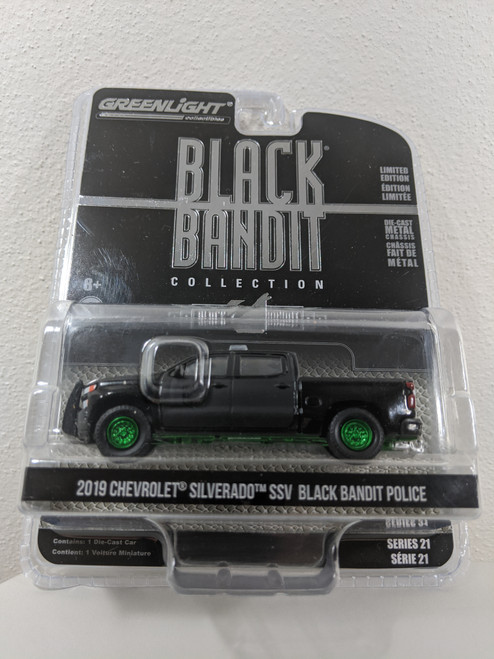 GREENLIGHT®
collectibles
BLACK
BANDIT®
COLLECTION
LIMITED
EDITION
ÉDITION
LIMITÉE
DIE-CAST
METAL
CHASSIS
CHÂSSIS
FAIT DE
MÉTAL
8+
2019 CHEVROLET® SILVERADO™ SSV BLACK BANDIT POLICE
Contains: 1 Die-Cast Car
Contient: 1 Voiture Miniature
SERIES 21
SÉRIE 21